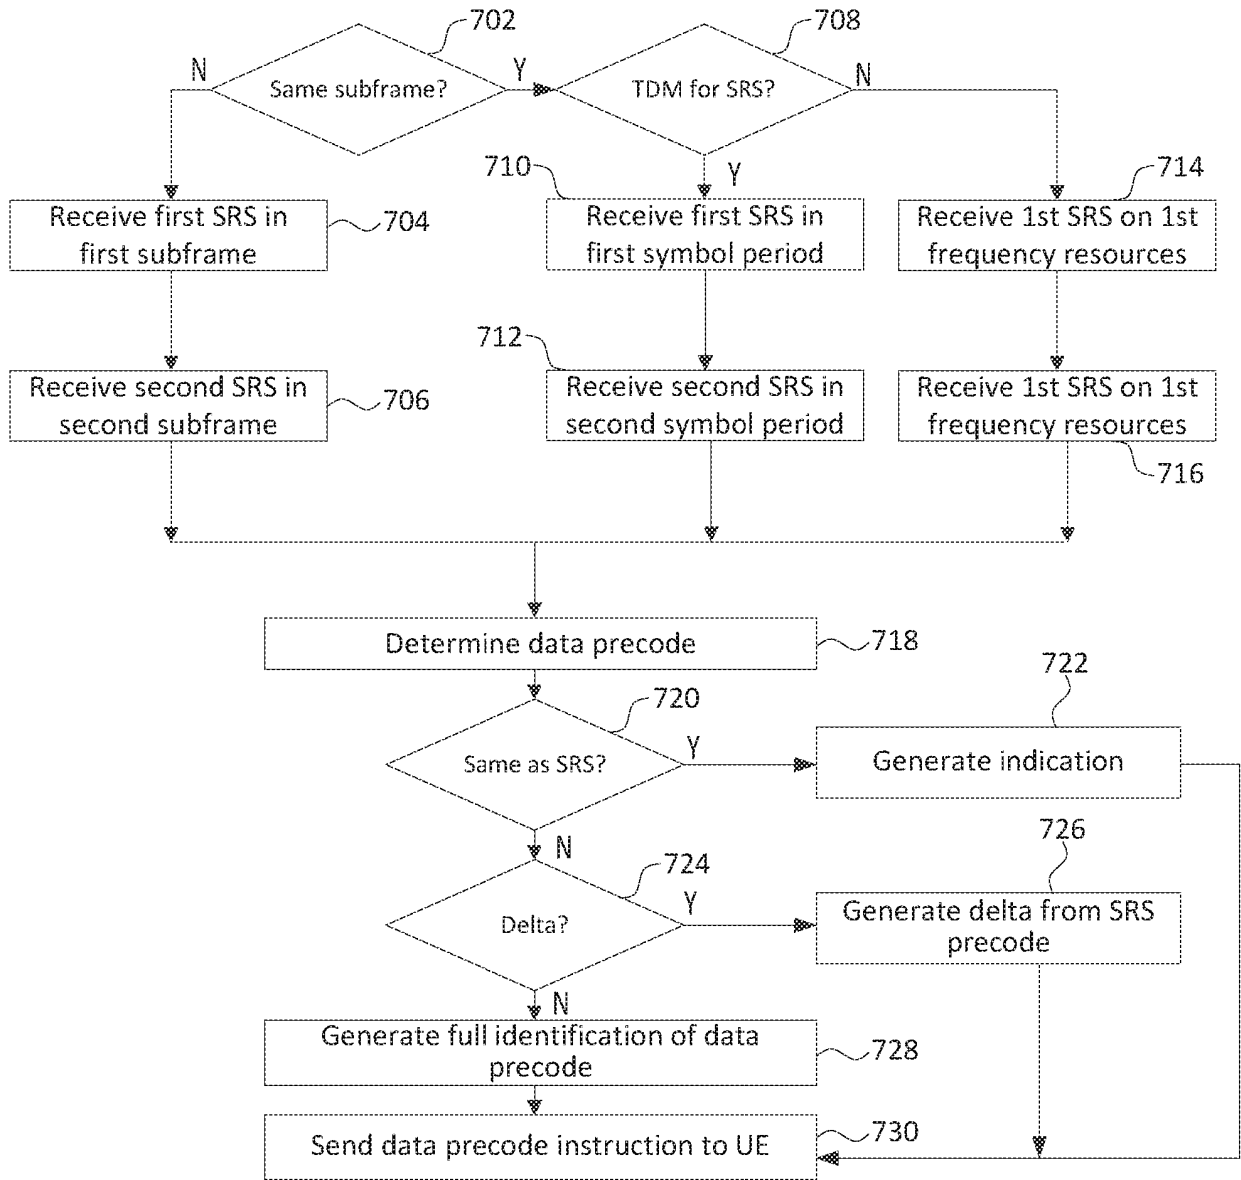 702
708
N
Same subframe?
Y
TDM for SRS?
N
710
Y
714
Receive first SRS in
first subframe
704
Receive first SRS in
first symbol period
Receive 1st SRS on 1st
frequency resources
712
Receive second SRS in
second subframe
706
Receive second SRS in
second symbol period
Receive 1st SRS on 1st
frequency resources
716
Determine data precode
718
720
722
Same as SRS?
Y
Generate indication
N
724
726
Delta?
Y
Generate delta from SRS
precode
N
Generate full identification of data
precode
728
Send data precode instruction to UE
730